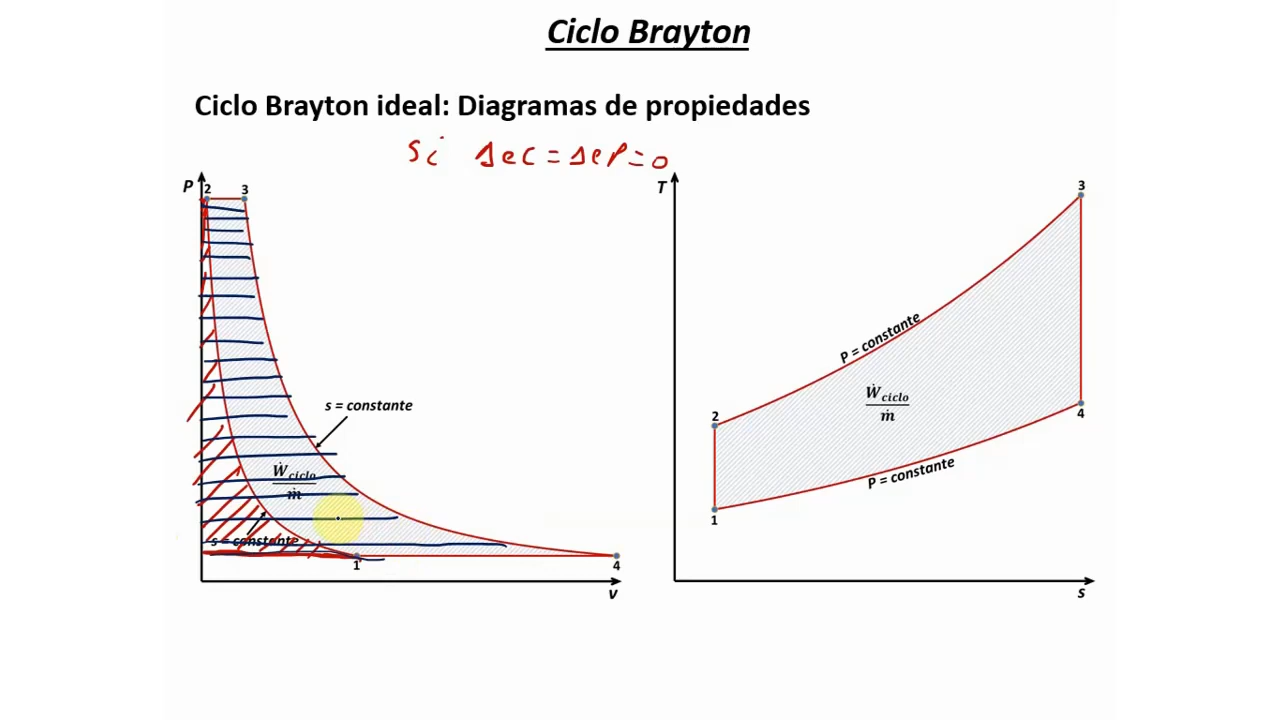 Ciclo Brayton
Ciclo Brayton ideal: Diagramas de propiedades
Si Δec = Δep = 0
P
2
3
s = constante
Ẇciclo
ṁ
s = constante
1
4
v
T
3
P = constante
Ẇciclo
ṁ
2
4
P = constante
1
s